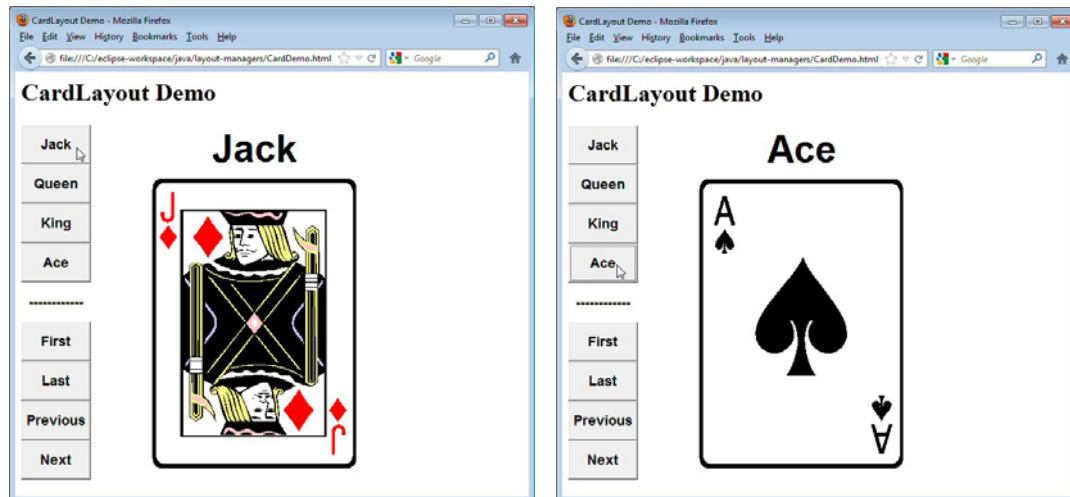 CardLayout Demo - Mozilla Firefox
File Edit View History Bookmarks Tools Help
file:///C:/eclipse-workspace/java/layout-managers/CardDemo.html Google
CardLayout Demo
Jack
Queen
King
Ace
------------
First
Last
Previous
Next
Jack
J
J
CardLayout Demo - Mozilla Firefox
File Edit View History Bookmarks Tools Help
file:///C:/eclipse-workspace/java/layout-managers/CardDemo.html Google
CardLayout Demo
Jack
Queen
King
Ace
------------
First
Last
Previous
Next
Ace
A
A